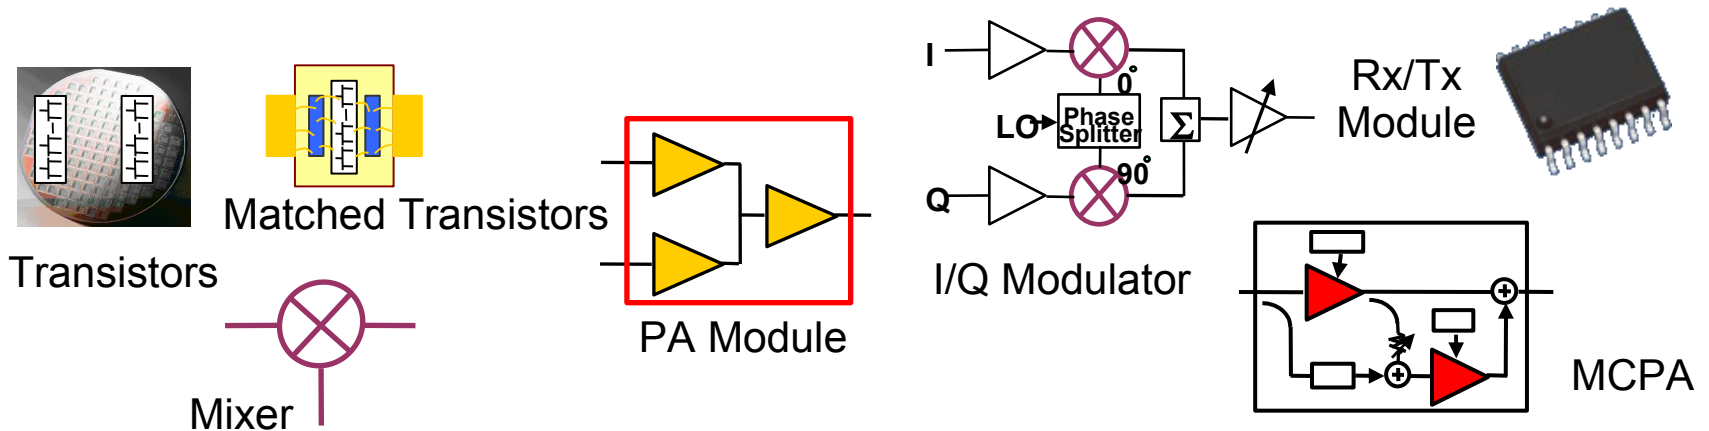 I
0°
LO
Phase
Splitter
Σ
90°
Q
I/Q Modulator
Rx/Tx
Module
Matched Transistors
Transistors
Mixer
PA Module
MCPA